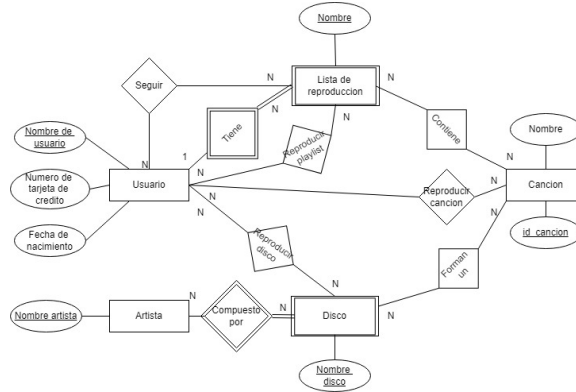 Nombre
Seguir
N
Lista de
reproduccion
N
N
N
Tiene
Reproducir
playlist
Contiene
Nombre de
usuario
Nombre
1
N
N
N
Numero de
tarjeta de
credito
Usuario
Reproducir
cancion
N
Cancion
N
N
N
Fecha de
nacimiento
Reproducir
disco
Forman
un
id_cancion
N
N
N
N
Nombre artista
Artista
Compuesto
por
Disco
Nombre
disco